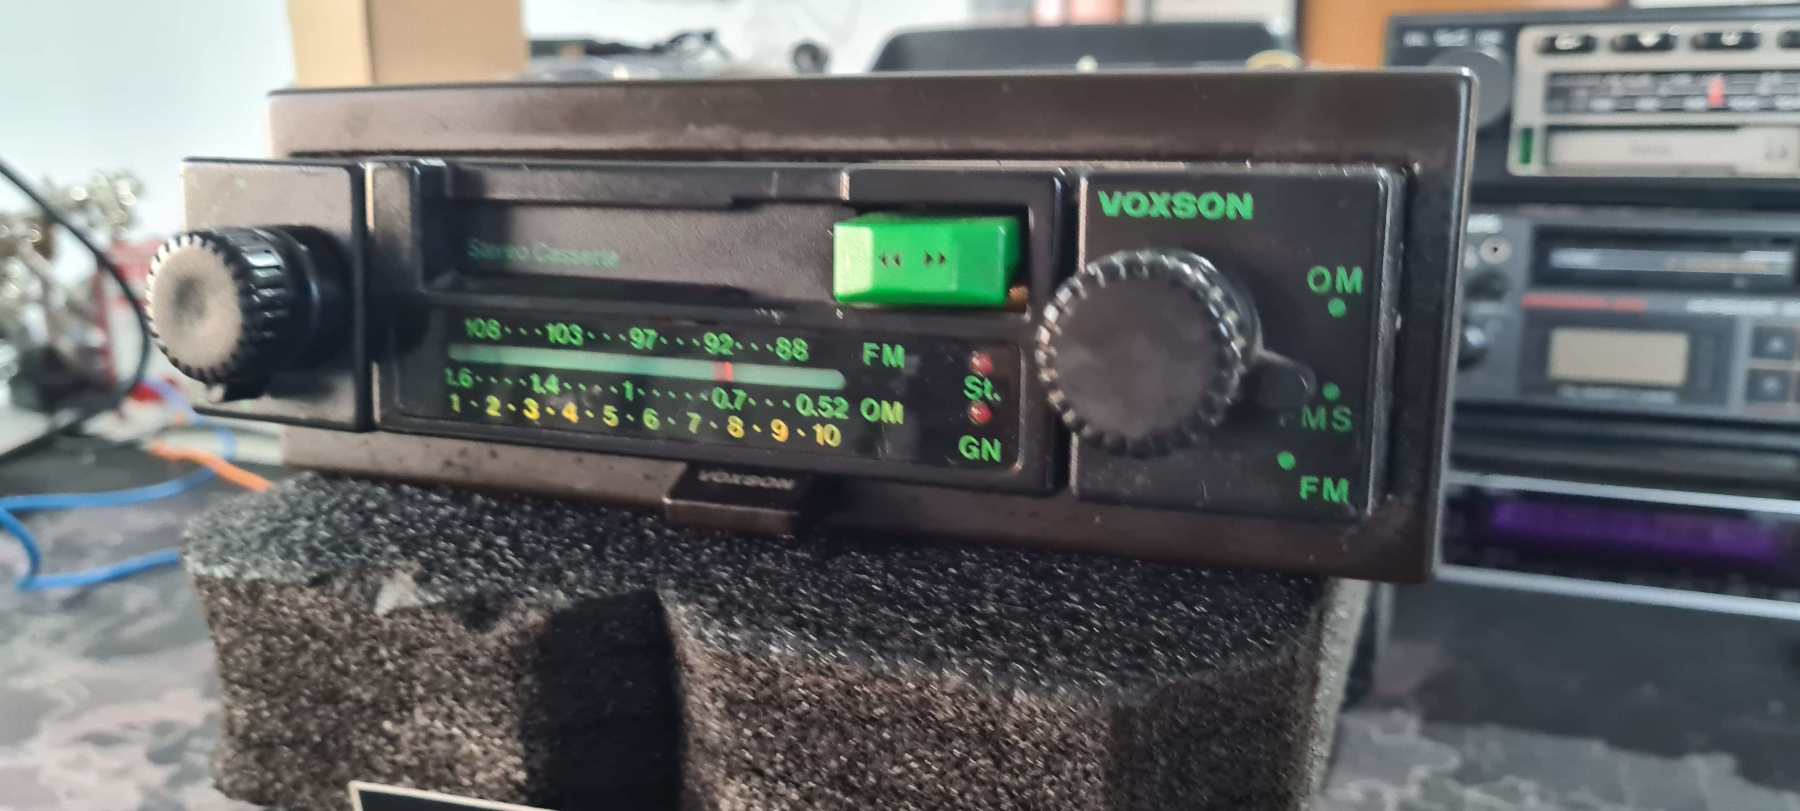 VOXSON
Stereo Cassette
OM
108 · · · 103 · · · 97 · · · 92 · · · 88 FM
St.
1.6 · · · · 1.4 · · · · 1 · · · · · 0.7 · · · 0.52 OM
1 · 2 · 3 · 4 · 5 · 6 · 7 · 8 · 9 · 10
GN
FMS
FM
VOXSON